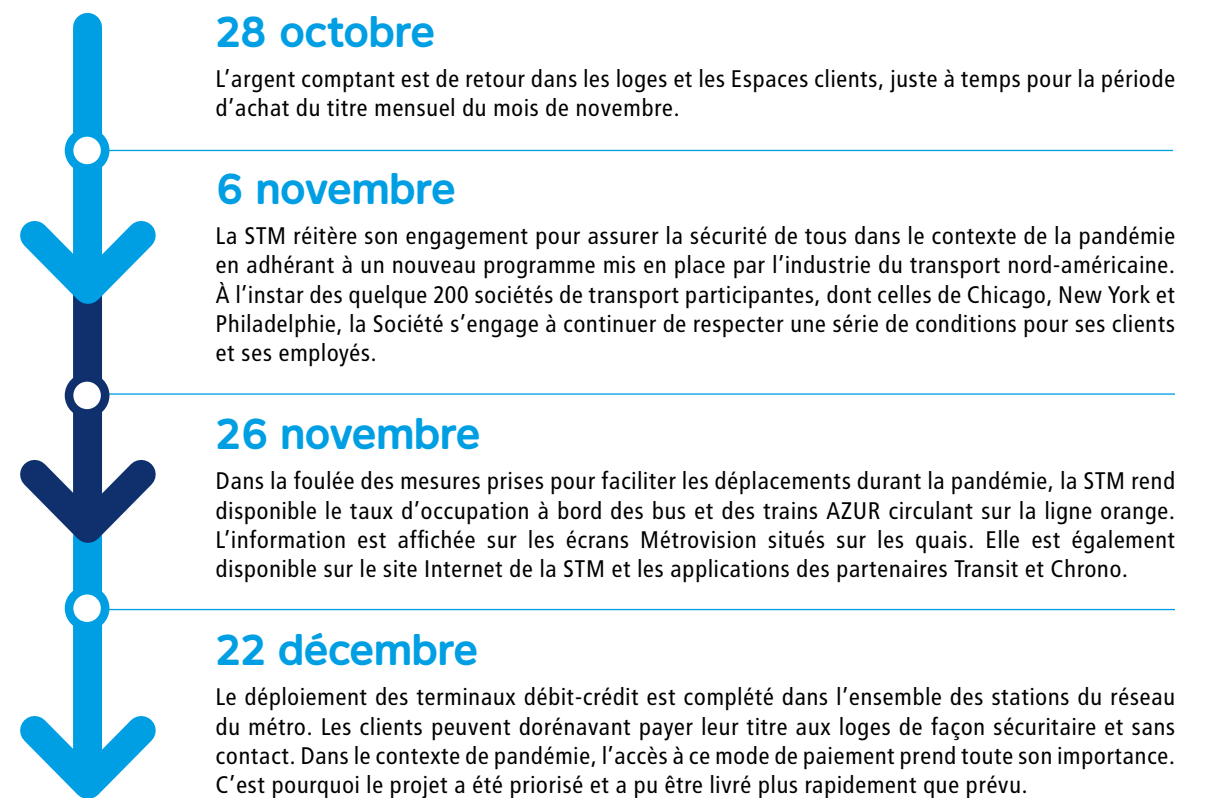 28 octobre
L'argent comptant est de retour dans les loges et les Espaces clients, juste à temps pour la période
d'achat du titre mensuel du mois de novembre.
6 novembre
La STM réitère son engagement pour assurer la sécurité de tous dans le contexte de la pandémie
en adhérant à un nouveau programme mis en place par l'industrie du transport nord-américaine.
À l'instar des quelque 200 sociétés de transport participantes, dont celles de Chicago, New York et
Philadelphie, la Société s'engage à continuer de respecter une série de conditions pour ses clients
et ses employés.
26 novembre
Dans la foulée des mesures prises pour faciliter les déplacements durant la pandémie, la STM rend
disponible le taux d'occupation à bord des bus et des trains AZUR circulant sur la ligne orange.
L'information est affichée sur les écrans Métrovision situés sur les quais. Elle est également
disponible sur le site Internet de la STM et les applications des partenaires Transit et Chrono.
22 décembre
Le déploiement des terminaux débit-crédit est complété dans l'ensemble des stations du réseau
du métro. Les clients peuvent dorénavant payer leur titre aux loges de façon sécuritaire et sans
contact. Dans le contexte de pandémie, l'accès à ce mode de paiement prend toute son importance.
C'est pourquoi le projet a été priorisé et a pu être livré plus rapidement que prévu.